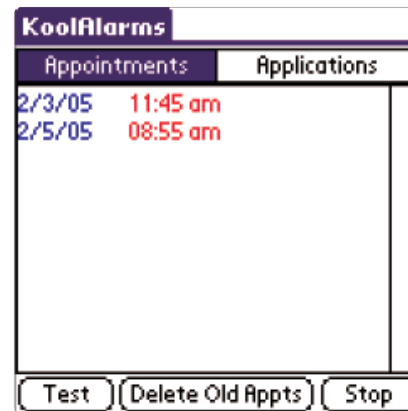 KoolAlarms
Appointments Applications
2/3/05 11:45 am
2/5/05 08:55 am
Test Delete Old Appts Stop